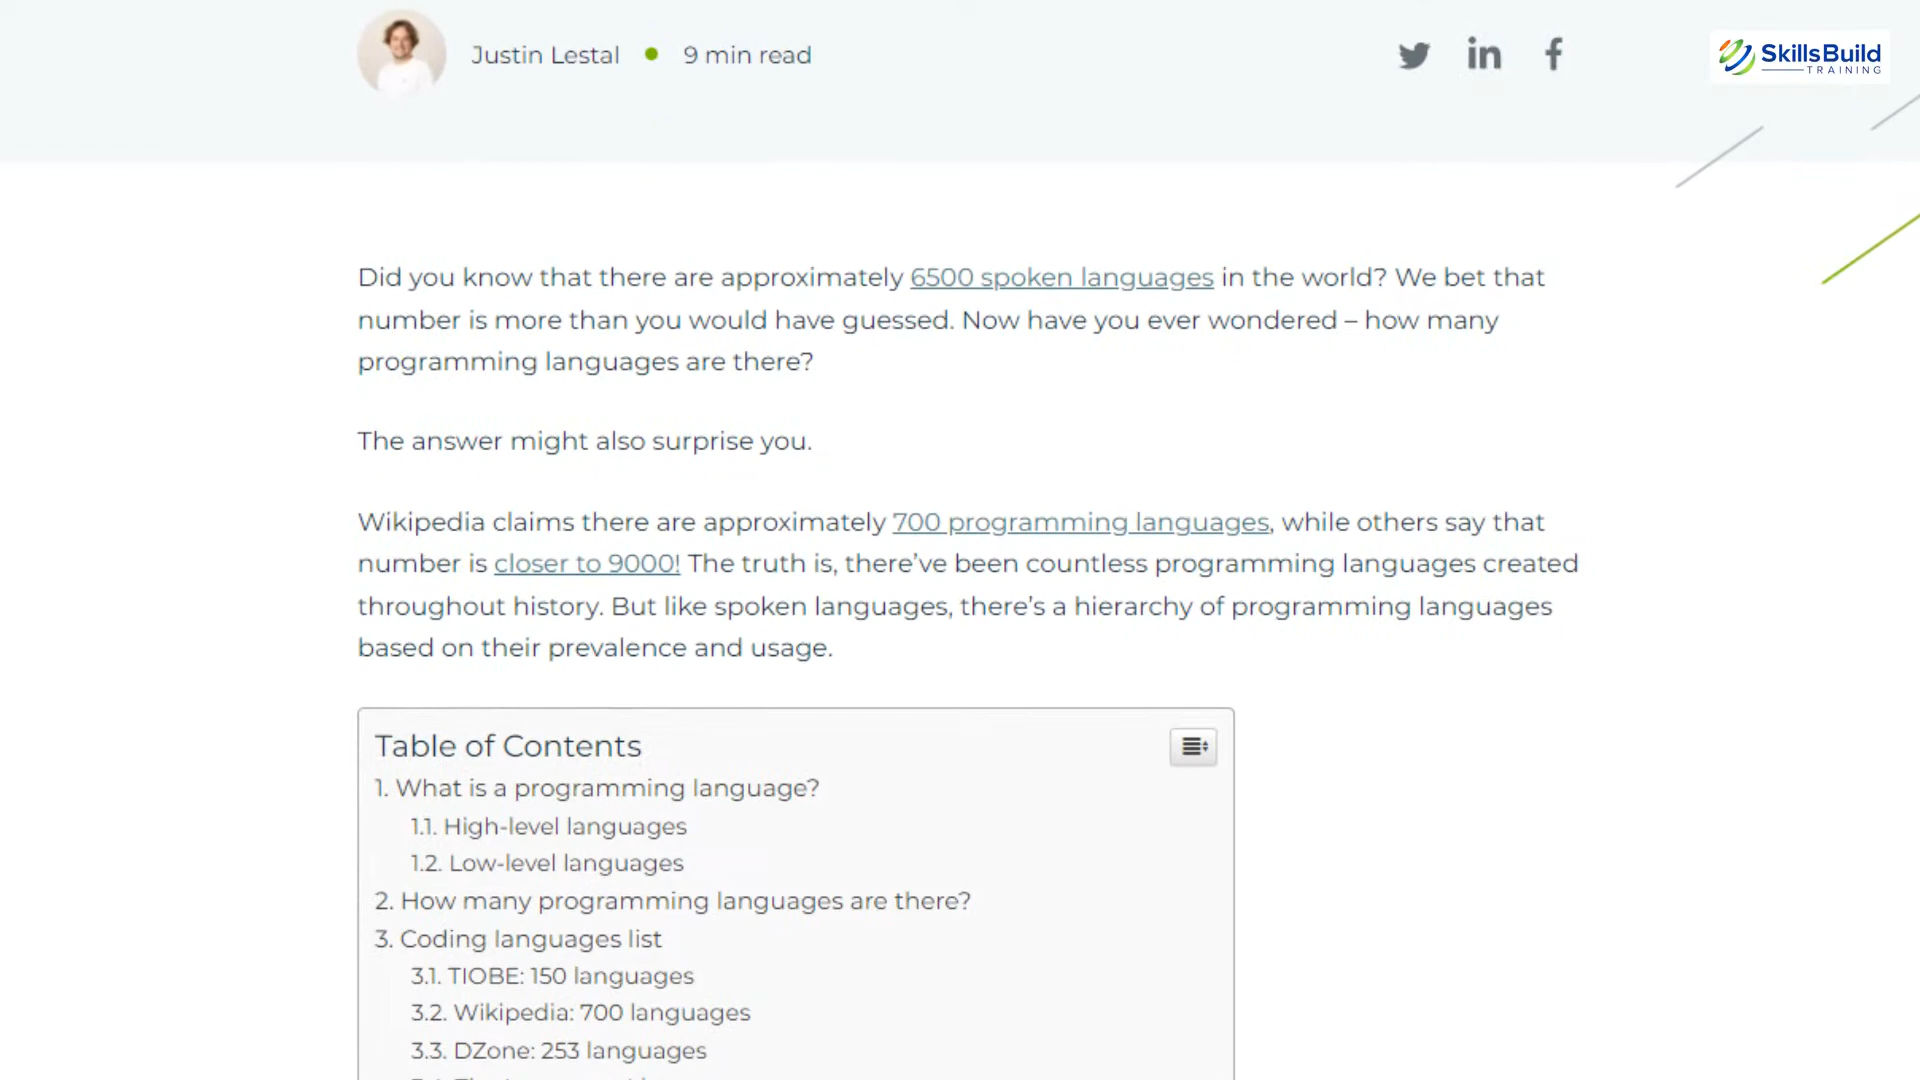 Justin Lestal
9 min read
SkillsBuild
TRAINING
Did you know that there are approximately 6500 spoken languages in the world? We bet that
number is more than you would have guessed. Now have you ever wondered – how many
programming languages are there?
The answer might also surprise you.
Wikipedia claims there are approximately 700 programming languages, while others say that
number is closer to 9000! The truth is, there’ve been countless programming languages created
throughout history. But like spoken languages, there’s a hierarchy of programming languages
based on their prevalence and usage.
Table of Contents
1. What is a programming language?
1.1. High-level languages
1.2. Low-level languages
2. How many programming languages are there?
3. Coding languages list
3.1. TIOBE: 150 languages
3.2. Wikipedia: 700 languages
3.3. DZone: 253 languages